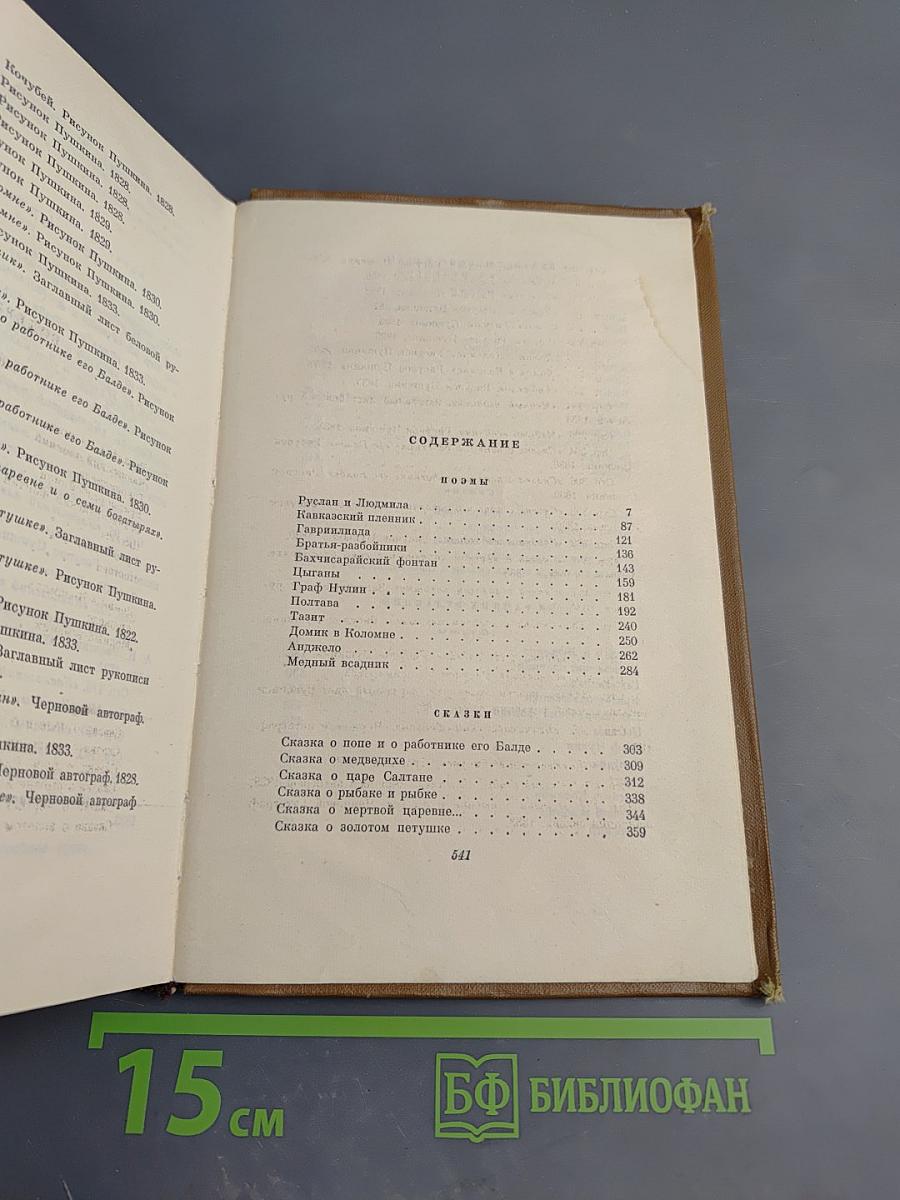 Кочубей. Рисунок Пушкина. 1828.
Рисунок Пушкина. 1828.
Рисунок Пушкина. 1828.
Пушкина. 1829.
Пушкина. 1829.
Рисунок Пушкина. 1830.
Рисунок Пушкина. 1830.
Пушкина. 1833.
Заглавный лист беловой ру-
Рисунок Пушкина. 1833.
о работнике его Балде». Рисунок
работнике его Балде». Рисунок
работнике его Балде». Рисунок
Рисунок Пушкина. 1830.
царевне и о семи богатырях».
Заглавный лист ру-
Рисунок Пушкина.
Рисунок Пушкина. 1822.
1833.
Заглавный лист рукописи
Черновой автограф.
1833.
Черновой автограф. 1828.
Черновой автограф
СОДЕРЖАНИЕ
ПОЭМЫ
Руслан и Людмила . . . . . . . . . . . 7
Кавказский пленник . . . . . . . . . . 87
Гавриилиада . . . . . . . . . . 121
Братья-разбойники . . . . . . . . . . 136
Бахчисарайский фонтан . . . . . . . . . 143
Цыганы . . . . . . . . . . . . . 159
Граф Нулин . . . . . . . . . . . . 181
Полтава . . . . . . . . . . . . . 192
Тазит . . . . . . . . . . . . . . 240
Домик в Коломне . . . . . . . . . . . 250
Анджело . . . . . . . . . . . . . 262
Медный всадник . . . . . . . . . . . 284
СКАЗКИ
Сказка о попе и о работнике его Балде . . . . . 303
Сказка о медведихе . . . . . . . . . . . 309
Сказка о царе Салтане . . . . . . . . . 312
Сказка о рыбаке и рыбке . . . . . . . . . 338
Сказка о мертвой царевне... . . . . . . . . 344
Сказка о золотом петушке . . . . . . . . . 359
541
15 см
БФ БИБЛИОФАН